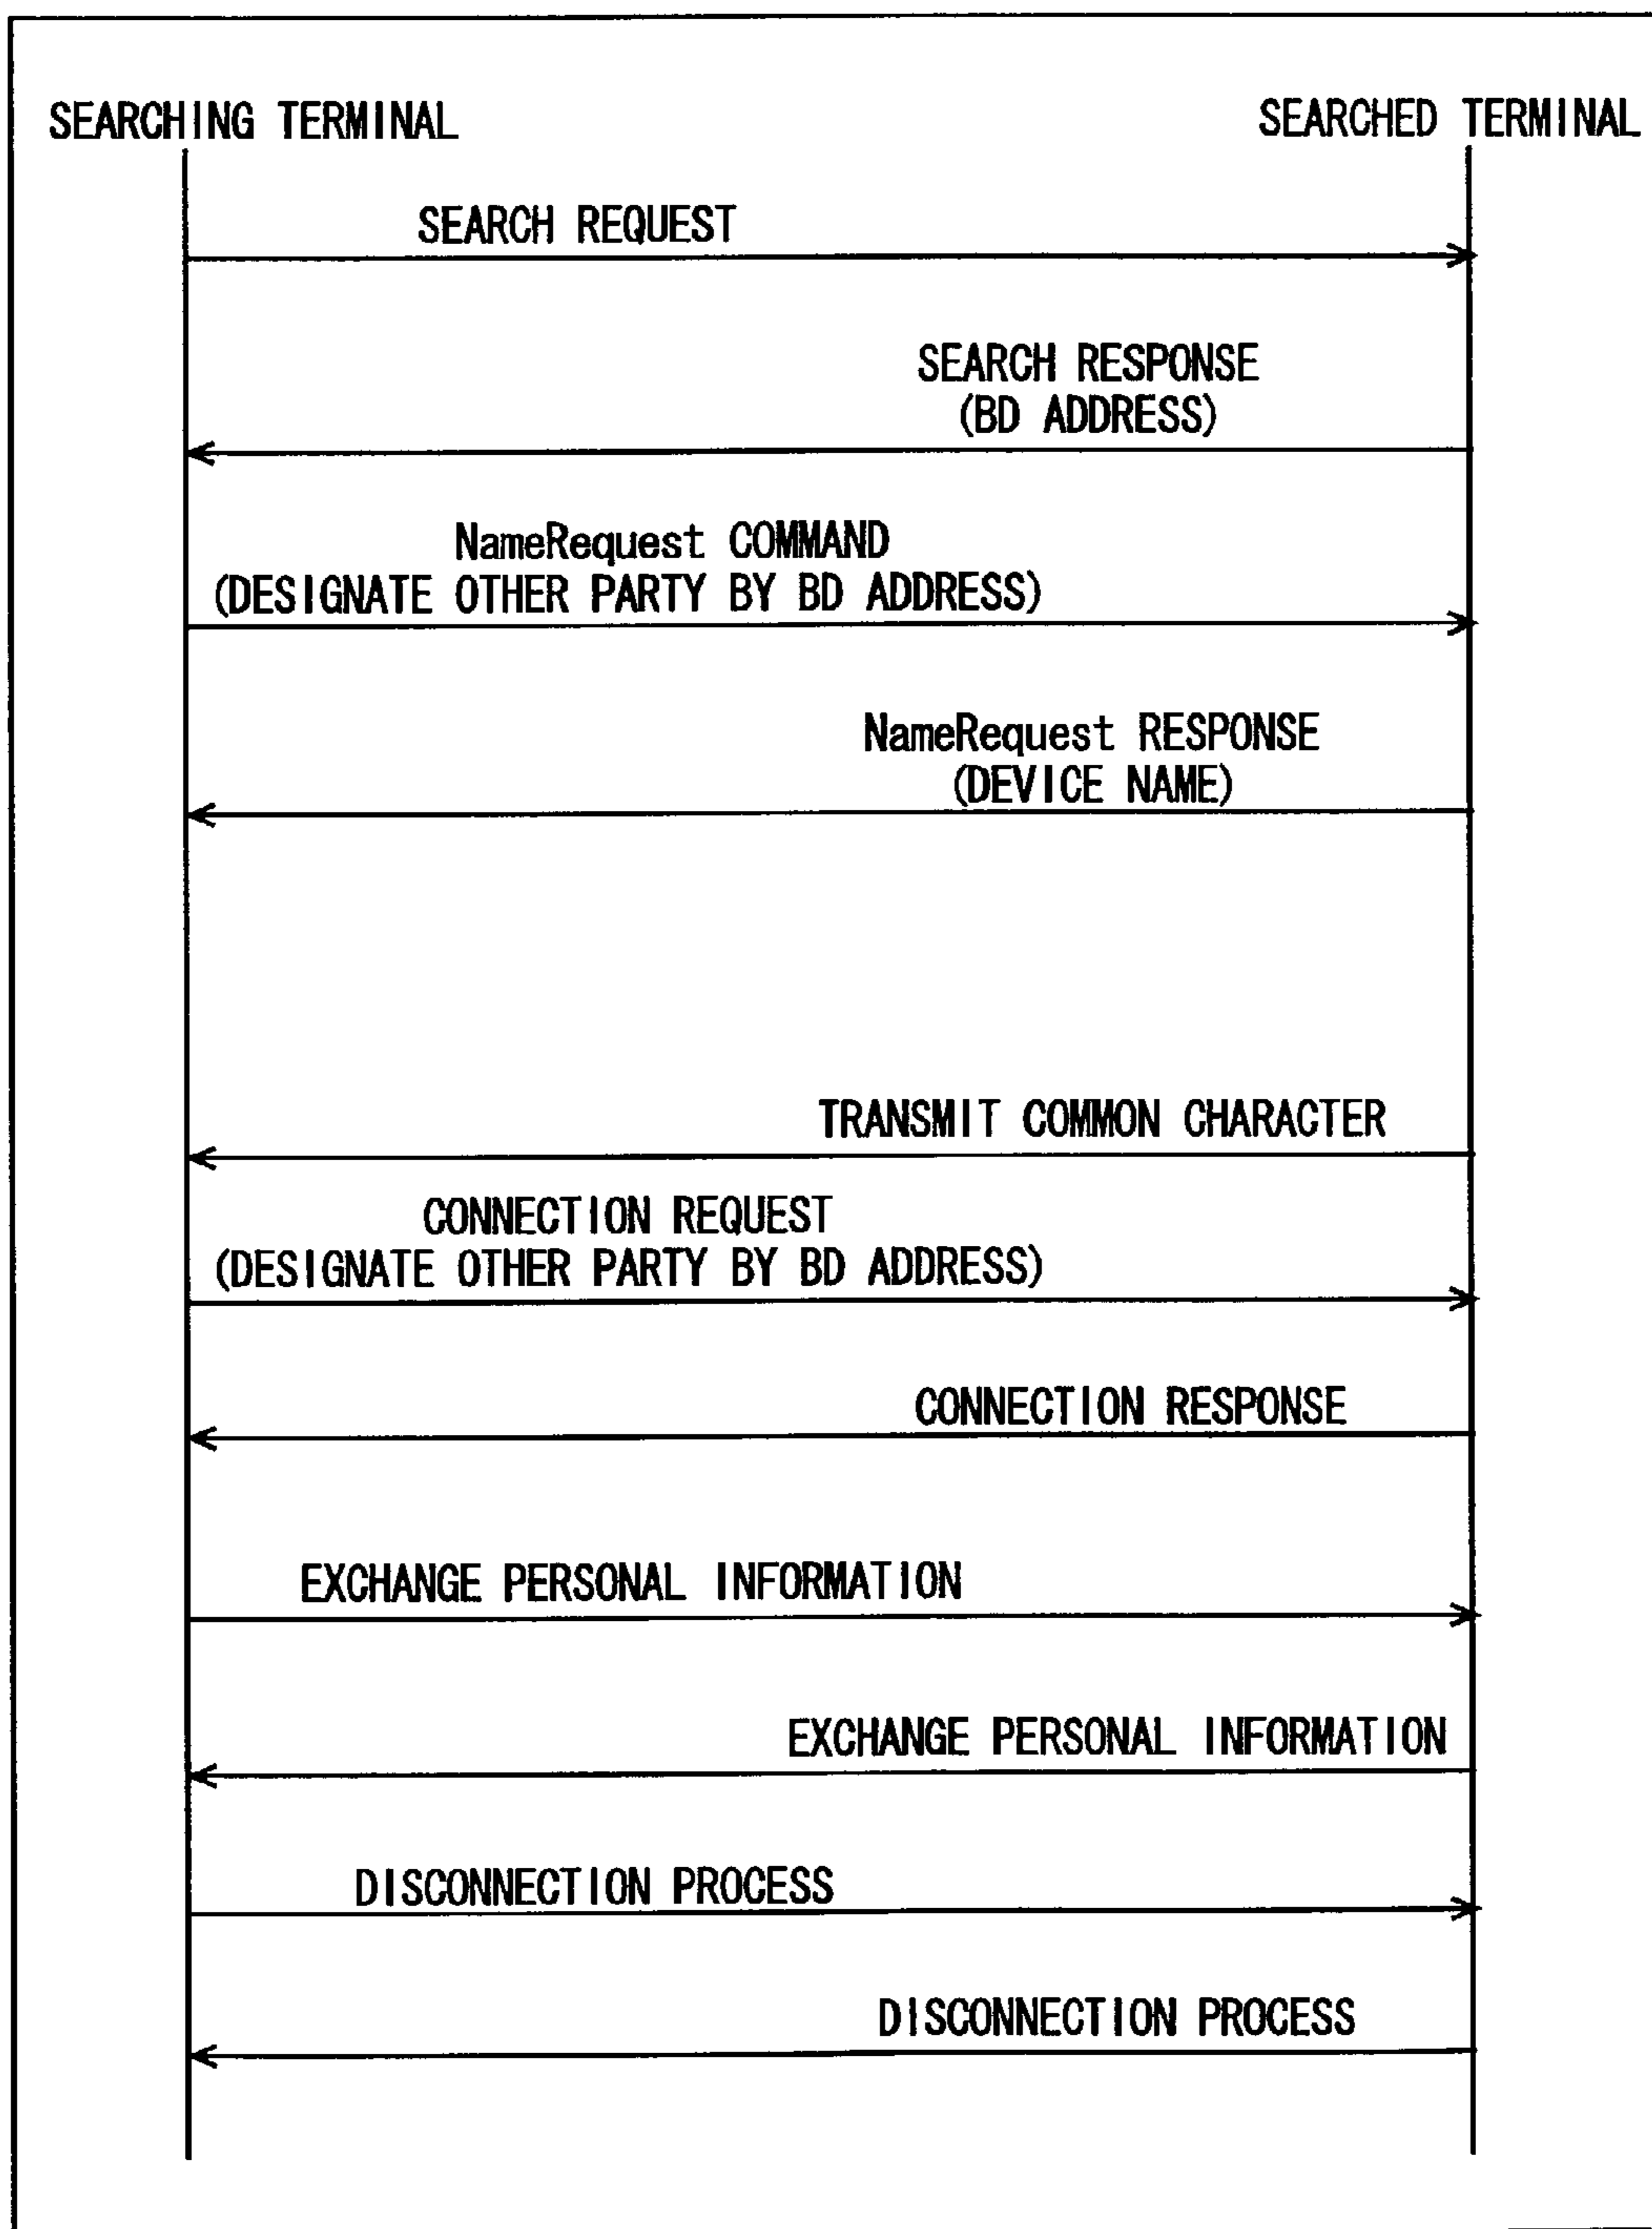 SEARCHING TERMINAL
SEARCHED TERMINAL
SEARCH REQUEST
SEARCH RESPONSE
(BD ADDRESS)
NameRequest COMMAND
(DESIGNATE OTHER PARTY BY BD ADDRESS)
NameRequest RESPONSE
(DEVICE NAME)
TRANSMIT COMMON CHARACTER
CONNECTION REQUEST
(DESIGNATE OTHER PARTY BY BD ADDRESS)
CONNECTION RESPONSE
EXCHANGE PERSONAL INFORMATION
EXCHANGE PERSONAL INFORMATION
DISCONNECTION PROCESS
DISCONNECTION PROCESS